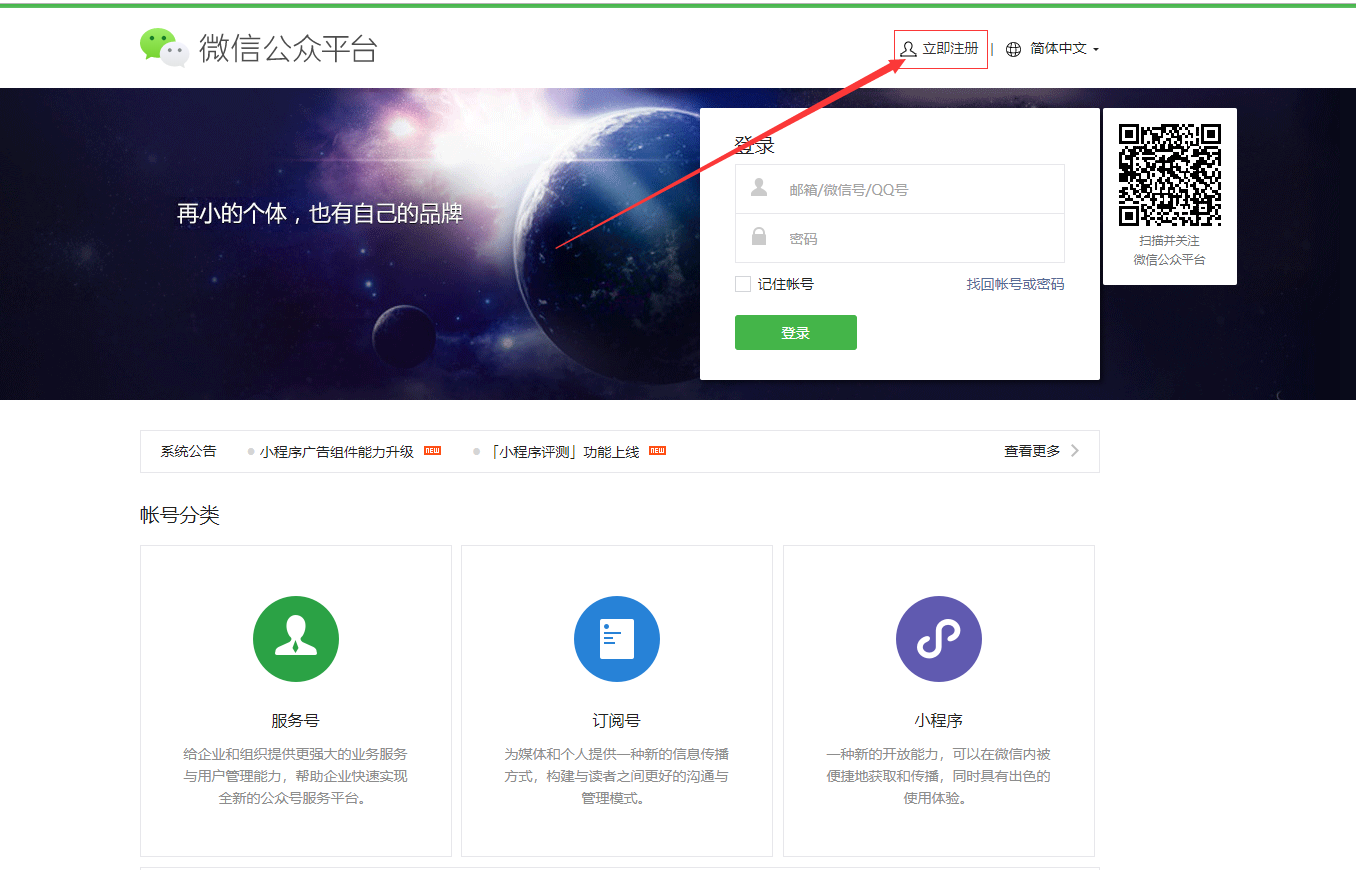 微信公众平台
立即注册
简体中文
再小的个体，也有自己的品牌
登录
邮箱/微信号/QQ号
密码
记住帐号
找回帐号或密码
登录
扫描并关注
微信公众平台
系统公告
小程序广告组件能力升级 NEW
「小程序评测」功能上线 NEW
查看更多
帐号分类
服务号
给企业和组织提供更强大的业务服务
与用户管理能力，帮助企业快速实现
全新的公众号服务平台。
订阅号
为媒体和个人提供一种新的信息传播
方式，构建与读者之间更好的沟通与
管理模式。
小程序
一种新的开放能力，可以在微信内被
便捷地获取和传播，同时具有出色的
使用体验。